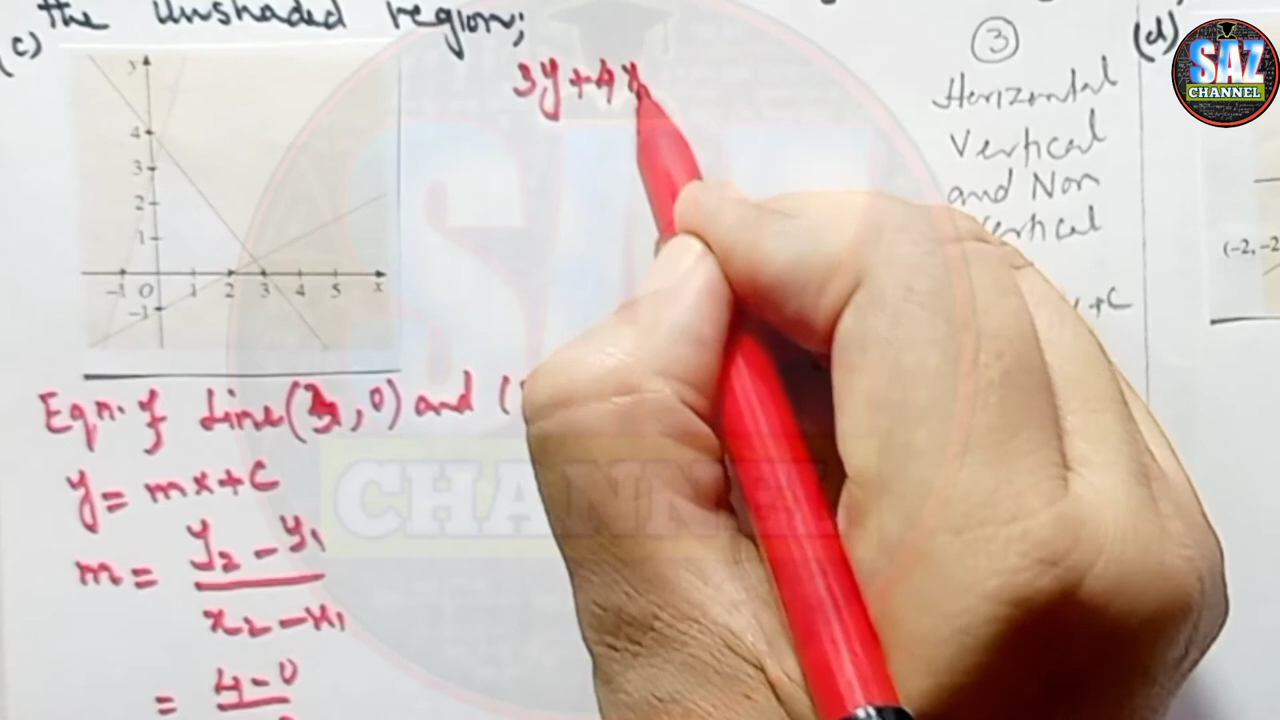 the Unshaded region;
(c)
y
4
3
2
1
-1 O 1 2 3 4 5 x
-1
3y+4x
3
Horizontal
Vertical
and Non
+C
(d)
SAZ
CHANNEL
(-2, -2
Eqn. of Line (3, 0) and (
y = mx+c
m = y₂ - y₁
x₂ - x₁
= 4-0
SAZ
CHANNEL